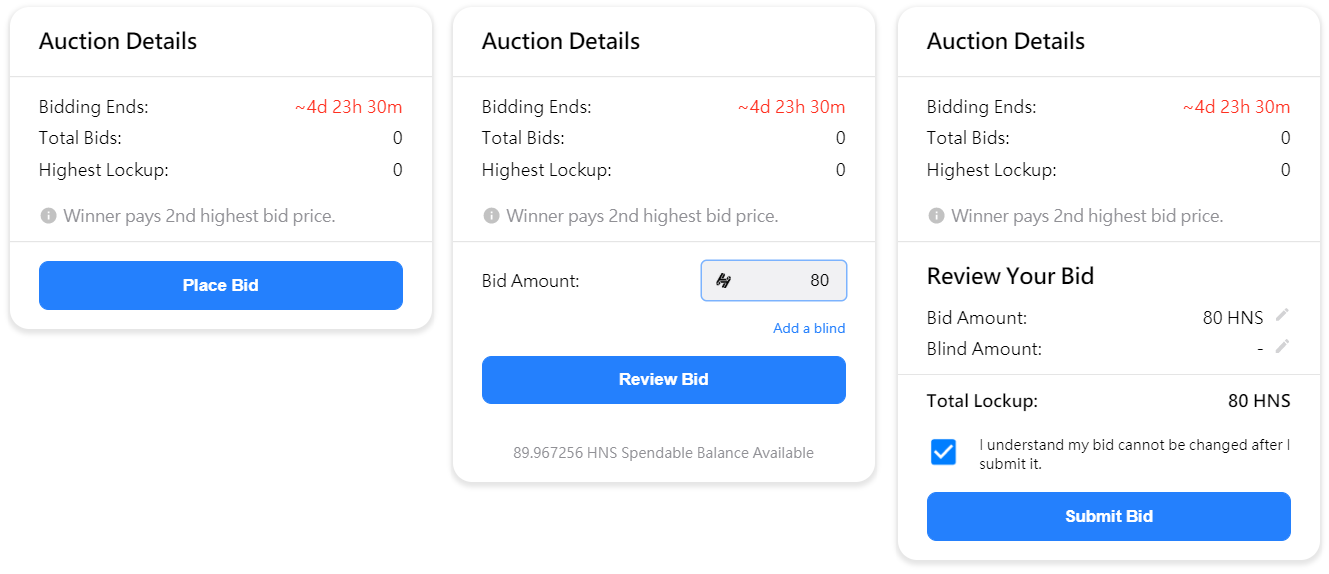 Auction Details
Bidding Ends: ~4d 23h 30m
Total Bids: 0
Highest Lockup: 0
Winner pays 2nd highest bid price.
Place Bid
Auction Details
Bidding Ends: ~4d 23h 30m
Total Bids: 0
Highest Lockup: 0
Winner pays 2nd highest bid price.
Bid Amount: 80
Add a blind
Review Bid
89.967256 HNS Spendable Balance Available
Auction Details
Bidding Ends: ~4d 23h 30m
Total Bids: 0
Highest Lockup: 0
Winner pays 2nd highest bid price.
Review Your Bid
Bid Amount: 80 HNS
Blind Amount: -
Total Lockup: 80 HNS
I understand my bid cannot be changed after I
submit it.
Submit Bid